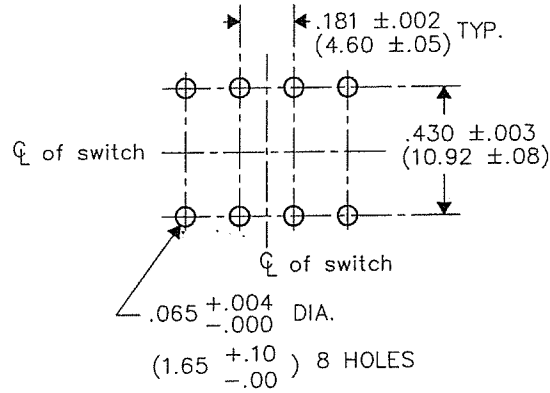 .181 ±.002 TYP.
(4.60 ±.05)
.430 ±.003
(10.92 ±.08)
℄ of switch
℄ of switch
.065 +.004 -.000 DIA.
(1.65 +.10 -.00 ) 8 HOLES